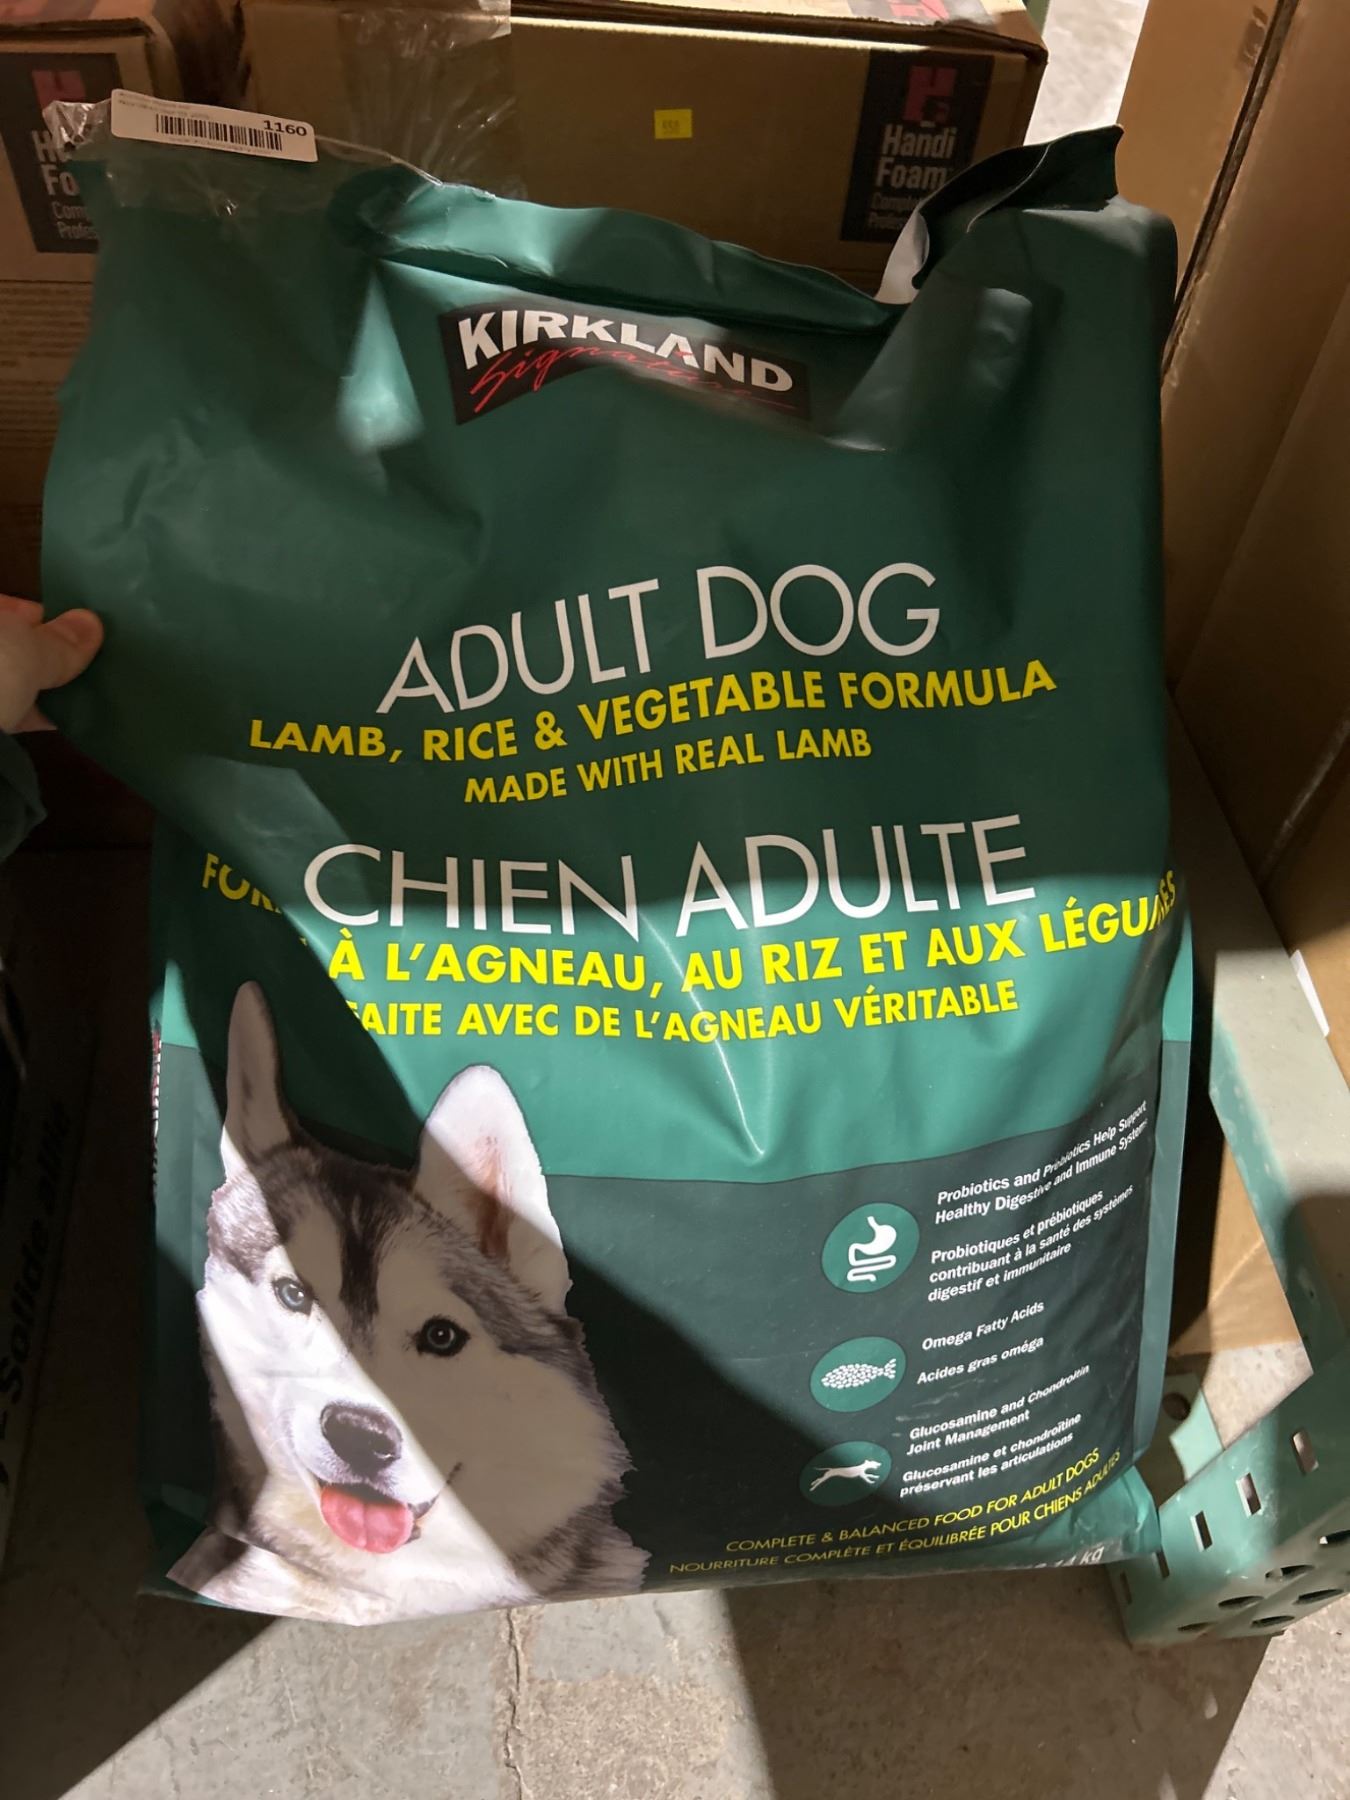 1160
550
Handi
Foam
KIRKLAND
Signature
ADULT DOG
LAMB, RICE & VEGETABLE FORMULA
MADE WITH REAL LAMB
CHIEN ADULTE
À L'AGNEAU, AU RIZ ET AUX
FAITE AVEC DE L'AGNEAU VÉRITABLE
Probiotics and Prebiotics Help Support
Healthy Digestive and Immune Systems
Probiotiques et prébiotiques
contribuant à la santé des systèmes
digestif et immunitaire
Omega Fatty Acids
Acides gras oméga
Glucosamine and Chondroitin
Joint Management
Glucosamine et chondroïtine
préservant les articulations
COMPLETE & BALANCED FOOD FOR ADULT DOGS
NOURRITURE COMPLÈTE ET ÉQUILIBRÉE POUR CHIENS ADULTES
kg